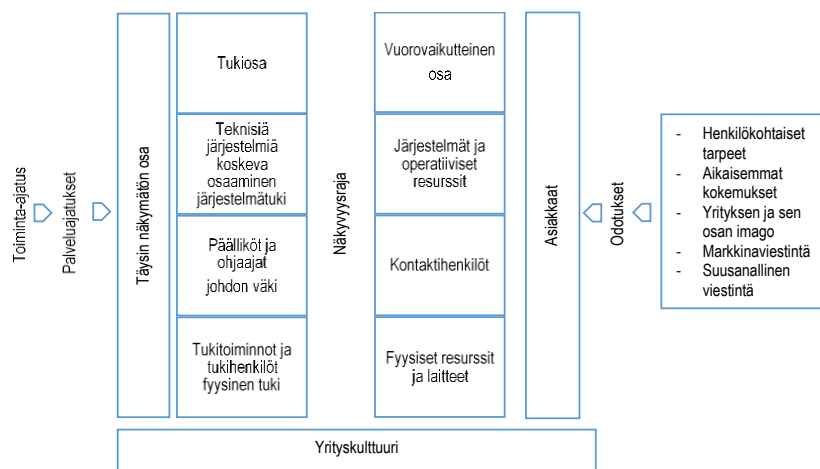 Toiminta-ajatus
Palveluajatukset
Täysin näkymätön osa
Tukiosa
Teknisiä
järjestelmiä
koskeva
osaaminen
järjestelmätuki
Päälliköt ja
ohjaajat
johdon väki
Tukitoiminnot ja
tukihenkilöt
fyysinen tuki
Näkyvyysraja
Vuorovaikutteinen
osa
Järjestelmät ja
operatiiviset
resurssit
Kontaktihenkilöt
Fyysiset resurssit
ja laitteet
Asiakkaat
Odotukset
- Henkilökohtaiset
tarpeet
- Aikaisemmat
kokemukset
- Yrityksen ja sen
osan imago
- Markkinaviestintä
- Suusanallinen
viestintä
Yrityskulttuuri